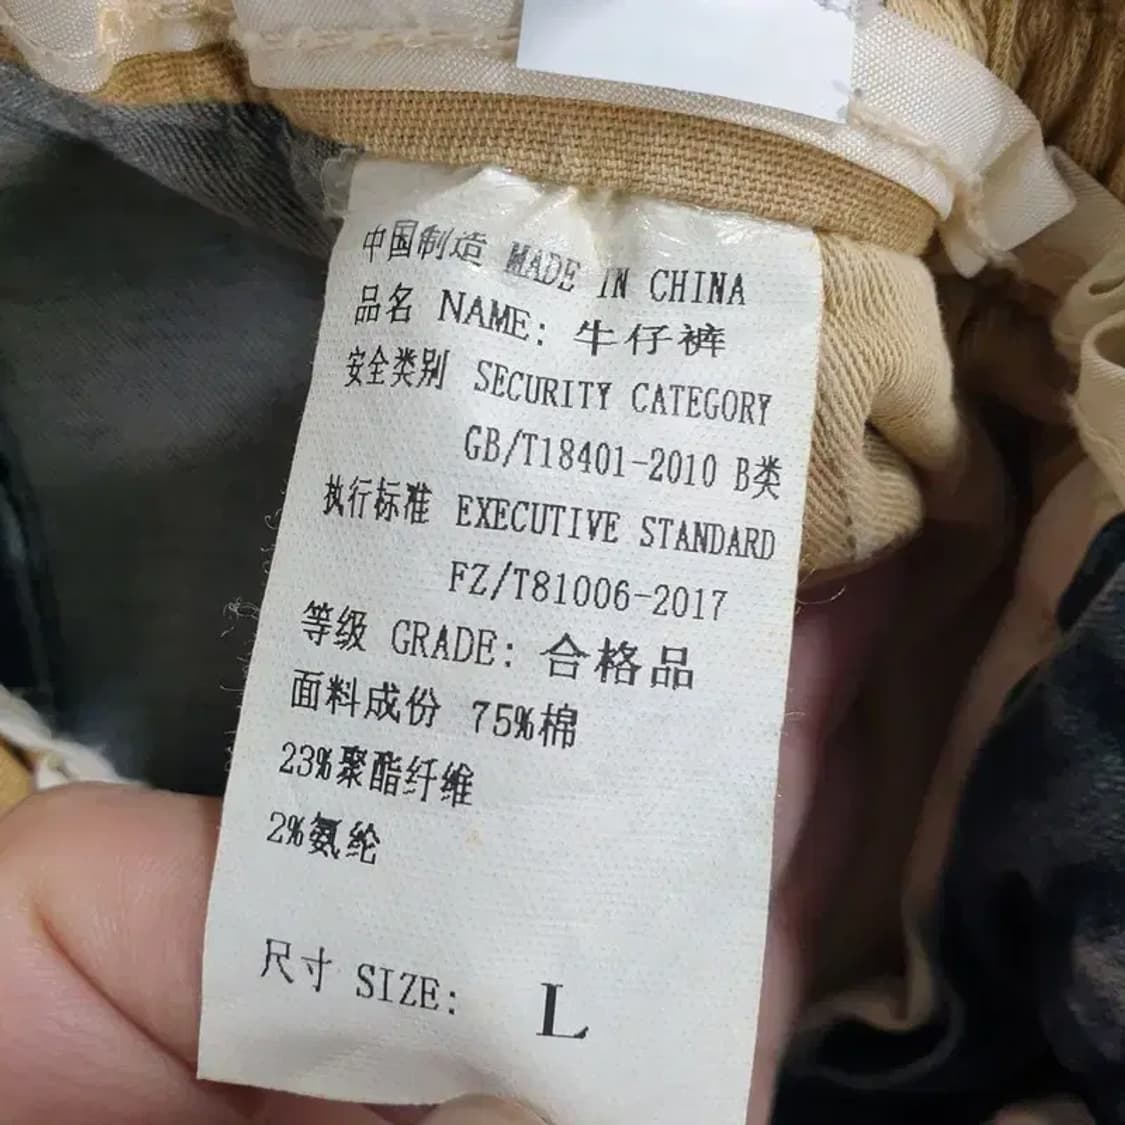 中国制造 MADE IN CHINA
品名 NAME: 牛仔裤
安全类别 SECURITY CATEGORY
GB/T18401-2010 B类
执行标准 EXECUTIVE STANDARD
FZ/T81006-2017
等级 GRADE: 合格品
面料成份 75%棉
23%聚酯纤维
2%氨纶
尺寸 SIZE: L